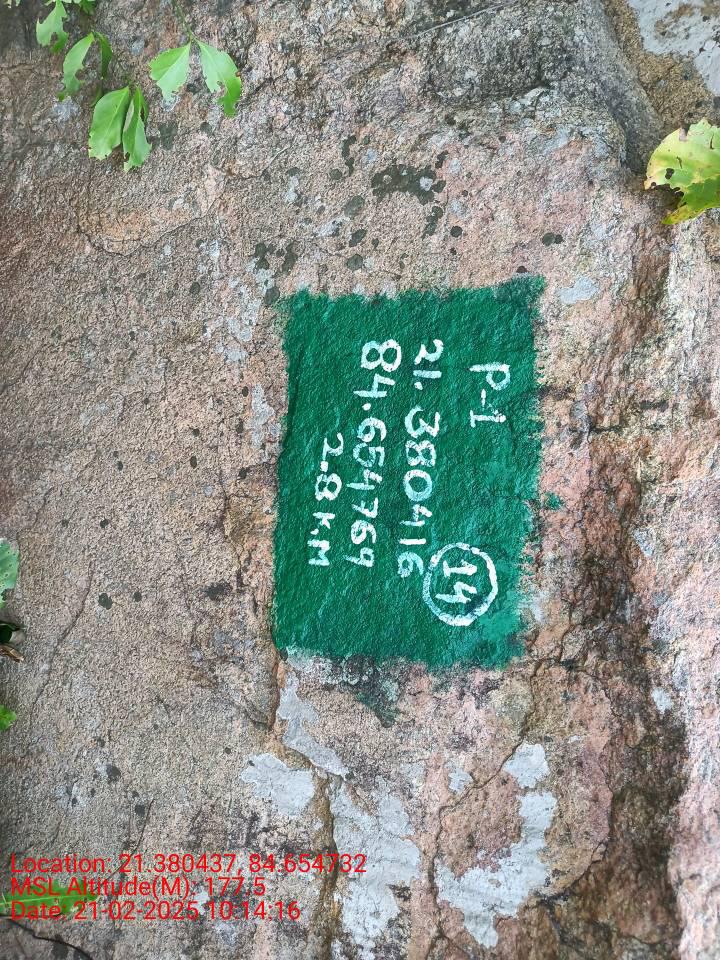 P-1
14
21.380416
84.654769
2.8 K.M
Location: 21.380437, 84.654732
MSL Altitude(M): 177.5
Date: 21-02-2025 10:14:16